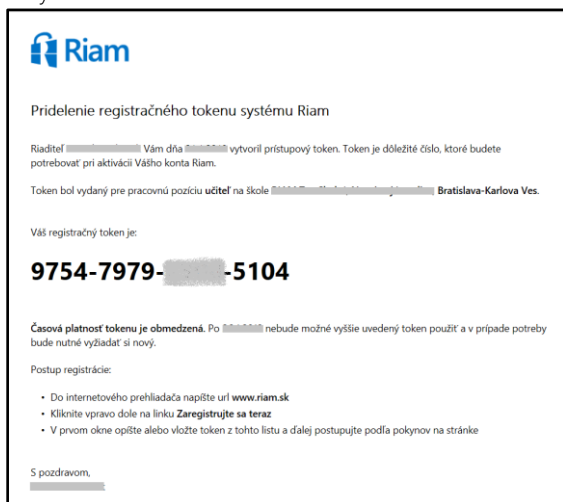 Riam
Pridelenie registračného tokenu systému Riam
Riaditeľ Vám dňa vytvoril prístupový token. Token je dôležité číslo, ktoré budete
potrebovať pri aktivácii Vášho konta Riam.
Token bol vydaný pre pracovnú pozíciu učiteľ na škole Bratislava-Karlova Ves.
Váš registračný token je:
9754-7979- -5104
Časová platnosť tokenu je obmedzená. Po nebude možné vyššie uvedený token použiť a v prípade potreby
bude nutné vyžiadať si nový.
Postup registrácie:
• Do internetového prehliadača napíšte url www.riam.sk
• Kliknite vpravo dole na linku Zaregistrujte sa teraz
• V prvom okne opíšte alebo vložte token z tohto listu a ďalej postupujte podľa pokynov na stránke
S pozdravom,